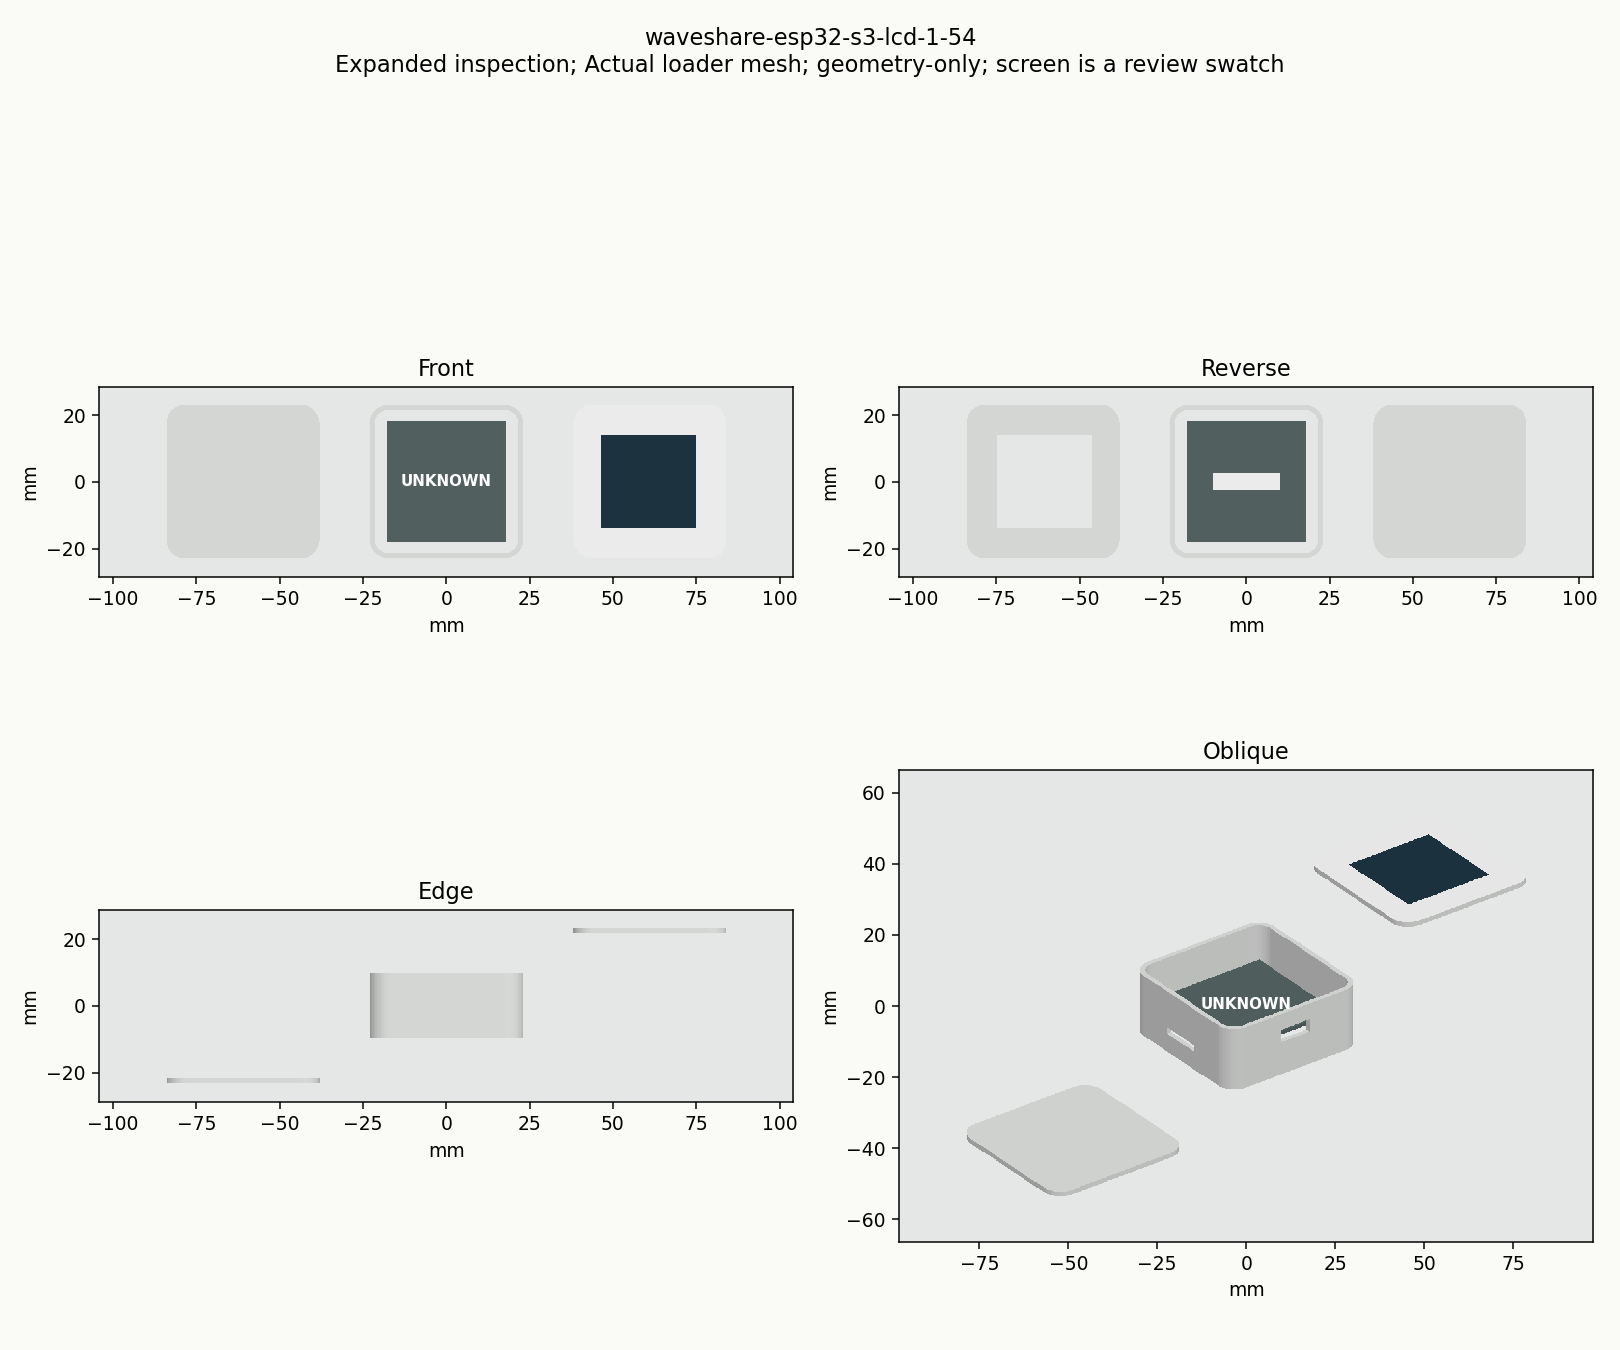 waveshare-esp32-s3-lcd-1-54
Expanded inspection; Actual loader mesh; geometry-only; screen is a review swatch
Front
mm
20
0
−20
UNKNOWN
−100 −75 −50 −25 0 25 50 75 100
mm
Reverse
mm
20
0
−20
−100 −75 −50 −25 0 25 50 75 100
mm
Edge
mm
20
0
−20
−100 −75 −50 −25 0 25 50 75 100
mm
Oblique
mm
60
40
20
0
−20
−40
−60
UNKNOWN
−75 −50 −25 0 25 50 75
mm